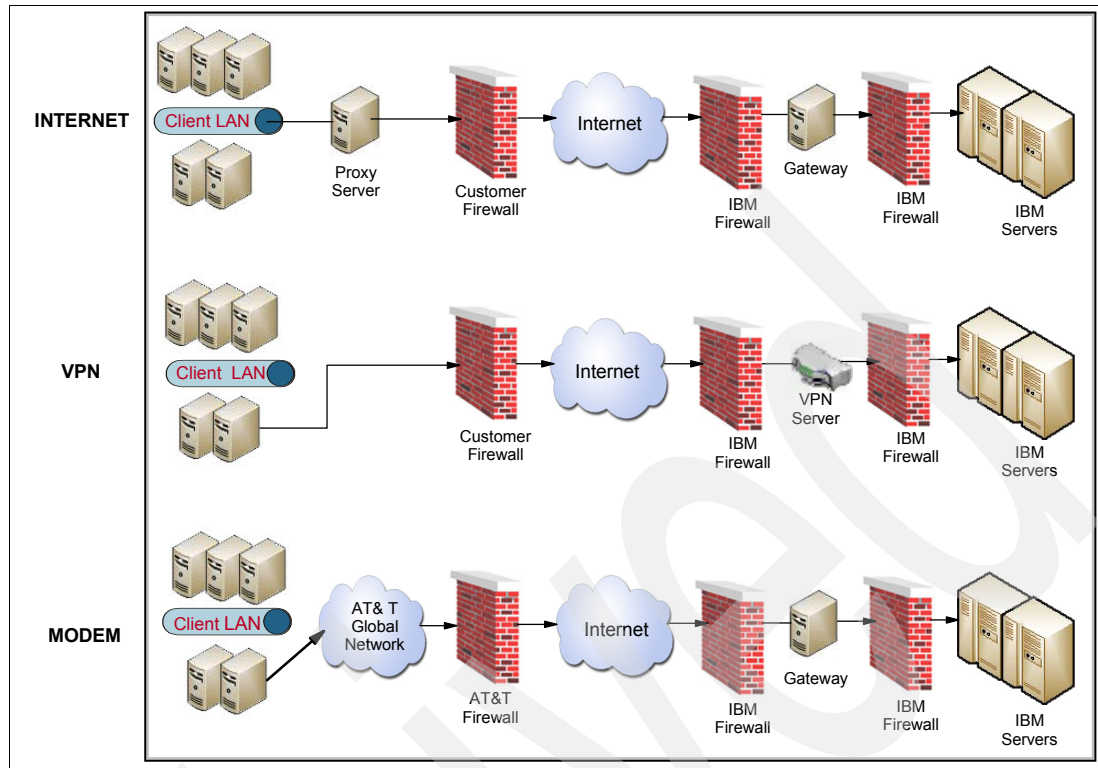 INTERNET
Client LAN
Proxy
Server
Customer
Firewall
Internet
IBM
Firewall
Gateway
IBM
Firewall
IBM
Servers
VPN
Client LAN
Customer
Firewall
Internet
IBM
Firewall
VPN
Server
IBM
Firewall
IBM
Servers
MODEM
Client LAN
AT& T
Global
Network
AT&T
Firewall
Internet
IBM
Firewall
Gateway
IBM
Firewall
IBM
Servers